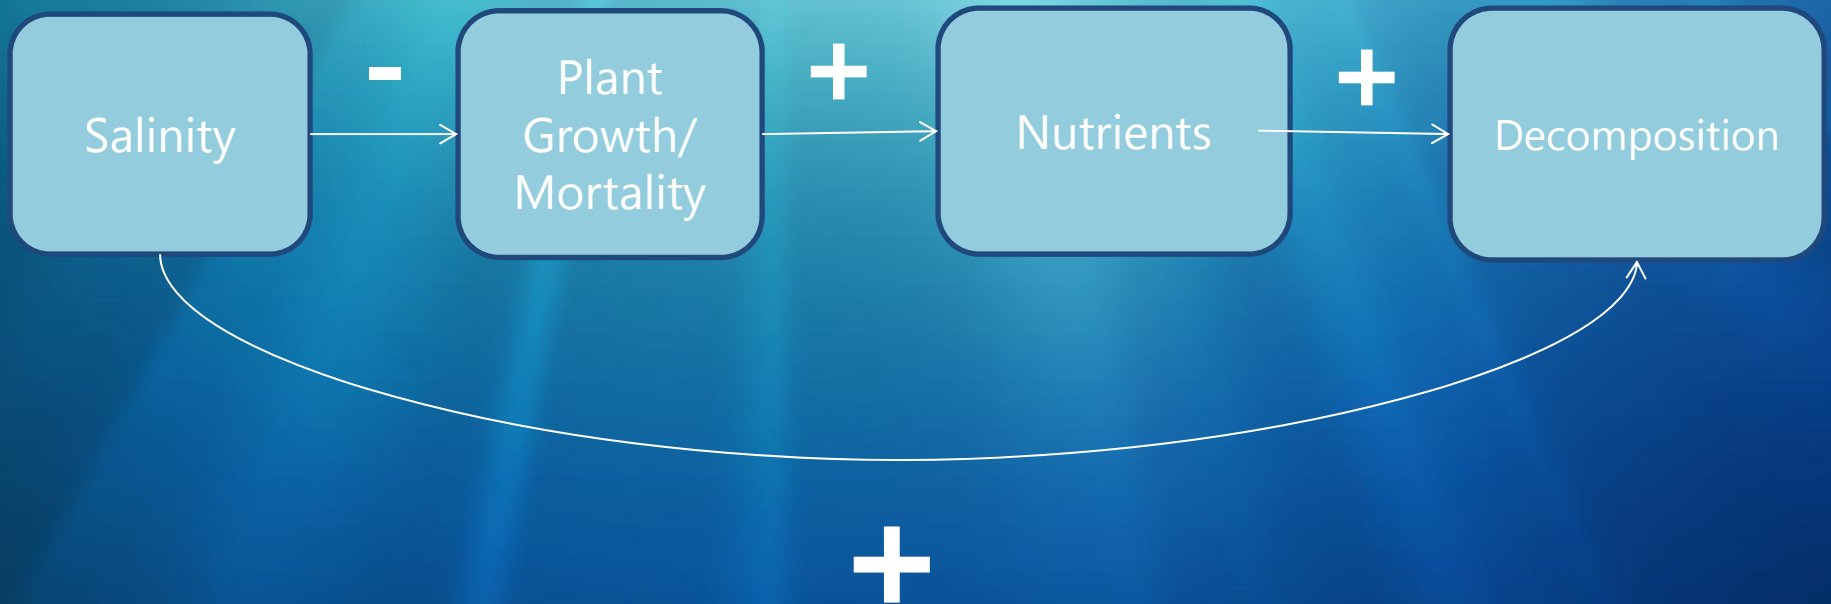 Salinity
-
Plant
Growth/
Mortality
+
Nutrients
+
Decomposition
+